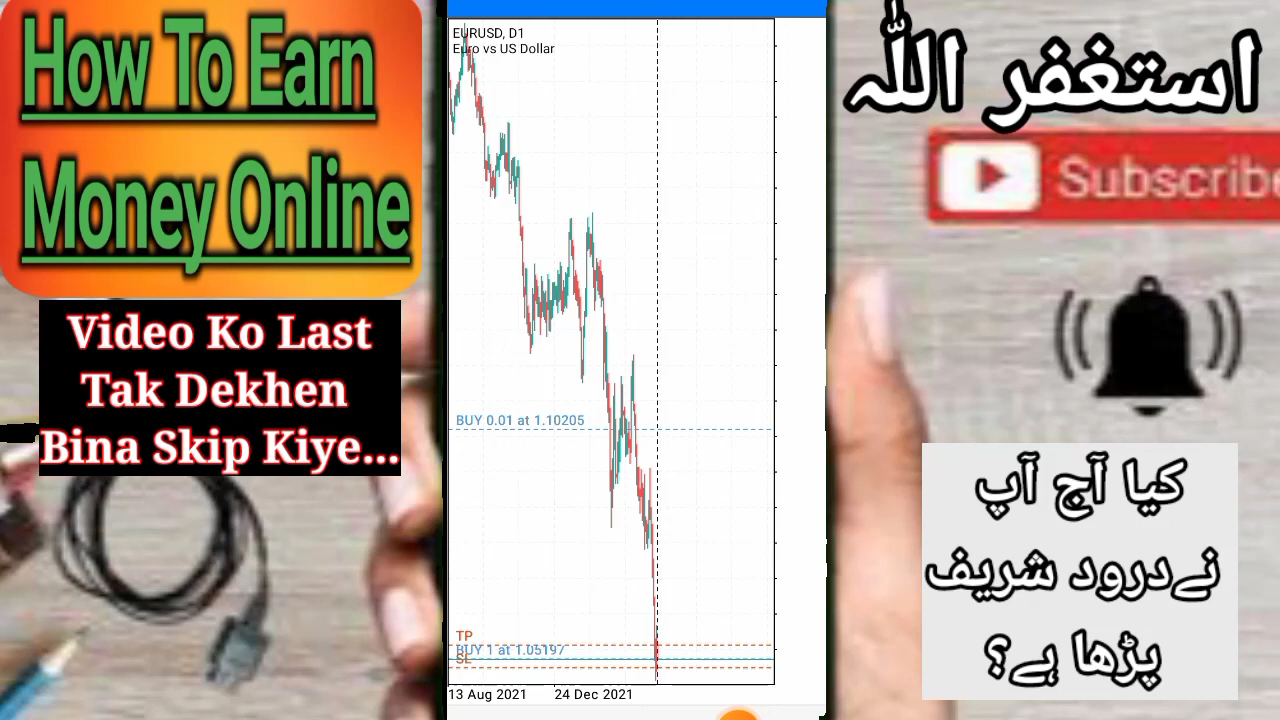 How To Earn
Money Online
Video Ko Last
Tak Dekhen
Bina Skip Kiye...
EURUSD, D1
Euro vs US Dollar
BUY 0.01 at 1.10205
TP
BUY 1 at 1.05197
SL
13 Aug 2021
24 Dec 2021
استغفر اللّٰہ
Subscribe
کیا آج آپ
نےدرود شریف
پڑھا ہے؟